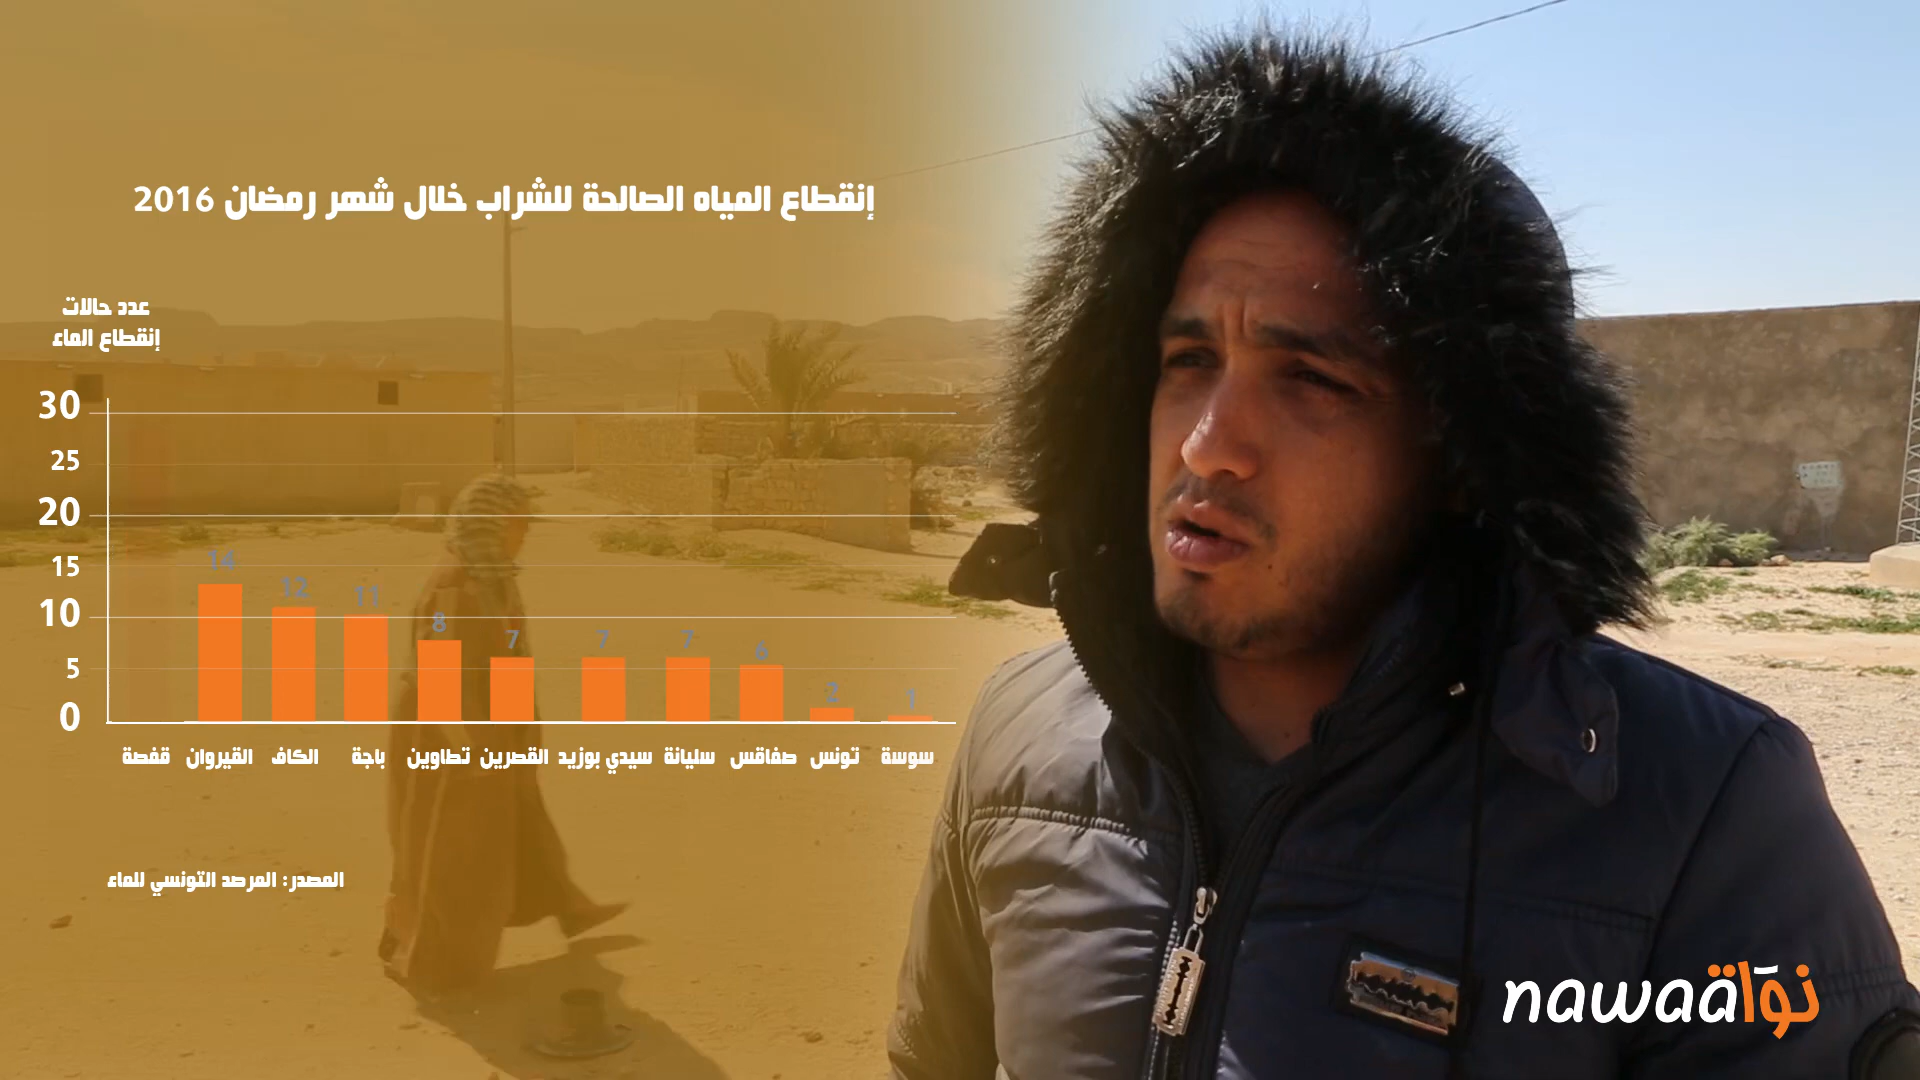 إنقطاع المياه الصالحة للشراب خلال شهر رمضان 2016
عدد حالات
إنقطاع الماء
30
25
20
15
10
5
0
14
12
11
8
7
7
7
6
2
1
قفصة القيروان الكاف باجة تطاوين القصرين سيدي بوزيد سليانة صفاقس تونس سوسة
المصدر: المرصد التونسي للماء
nawaaنواة